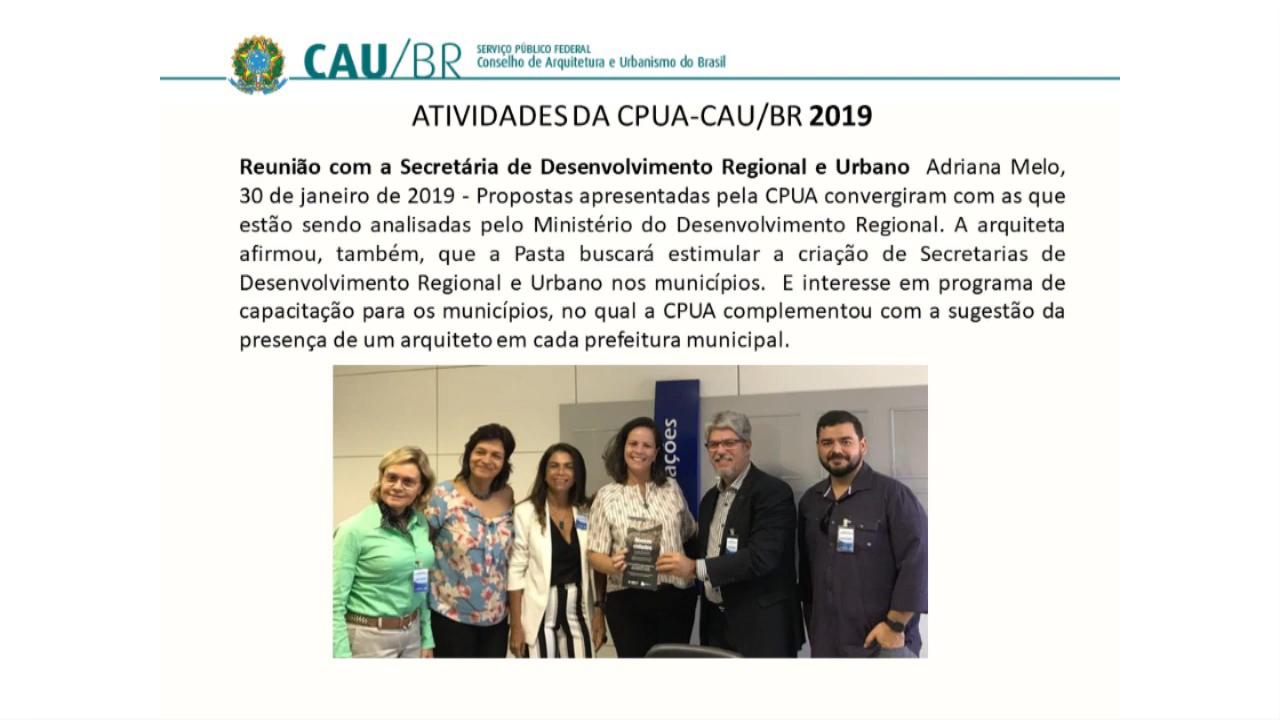 CAU/BR
SERVIÇO PÚBLICO FEDERAL
Conselho de Arquitetura e Urbanismo do Brasil
ATIVIDADES DA CPUA-CAU/BR 2019
Reunião com a Secretária de Desenvolvimento Regional e Urbano Adriana Melo,
30 de janeiro de 2019 - Propostas apresentadas pela CPUA convergiram com as que
estão sendo analisadas pelo Ministério do Desenvolvimento Regional. A arquiteta
afirmou, também, que a Pasta buscará estimular a criação de Secretarias de
Desenvolvimento Regional e Urbano nos municípios. E interesse em programa de
capacitação para os municípios, no qual a CPUA complementou com a sugestão da
presença de um arquiteto em cada prefeitura municipal.
ações